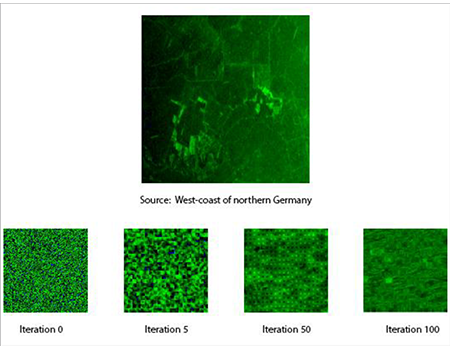 Source: West-coast of northern Germany
Iteration 0
Iteration 5
Iteration 50
Iteration 100